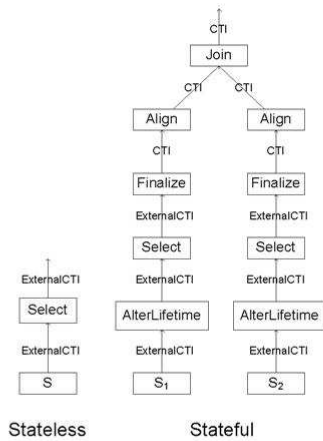 CTI
Join
CTI CTI
Align Align
CTI CTI
Finalize Finalize
ExternalCTI ExternalCTI
Select Select
ExternalCTI ExternalCTI ExternalCTI
Select AlterLifetime AlterLifetime
ExternalCTI ExternalCTI ExternalCTI
S S1 S2
Stateless Stateful